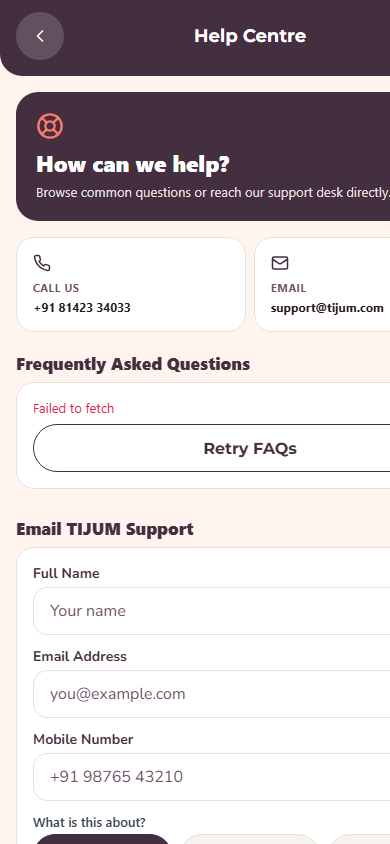 Help Centre
How can we help?
Browse common questions or reach our support desk directly.
CALL US
+91 81423 34033
EMAIL
support@tijum.com
Frequently Asked Questions
Failed to fetch
Retry FAQs
Email TIJUM Support
Full Name
Your name
Email Address
you@example.com
Mobile Number
+91 98765 43210
What is this about?